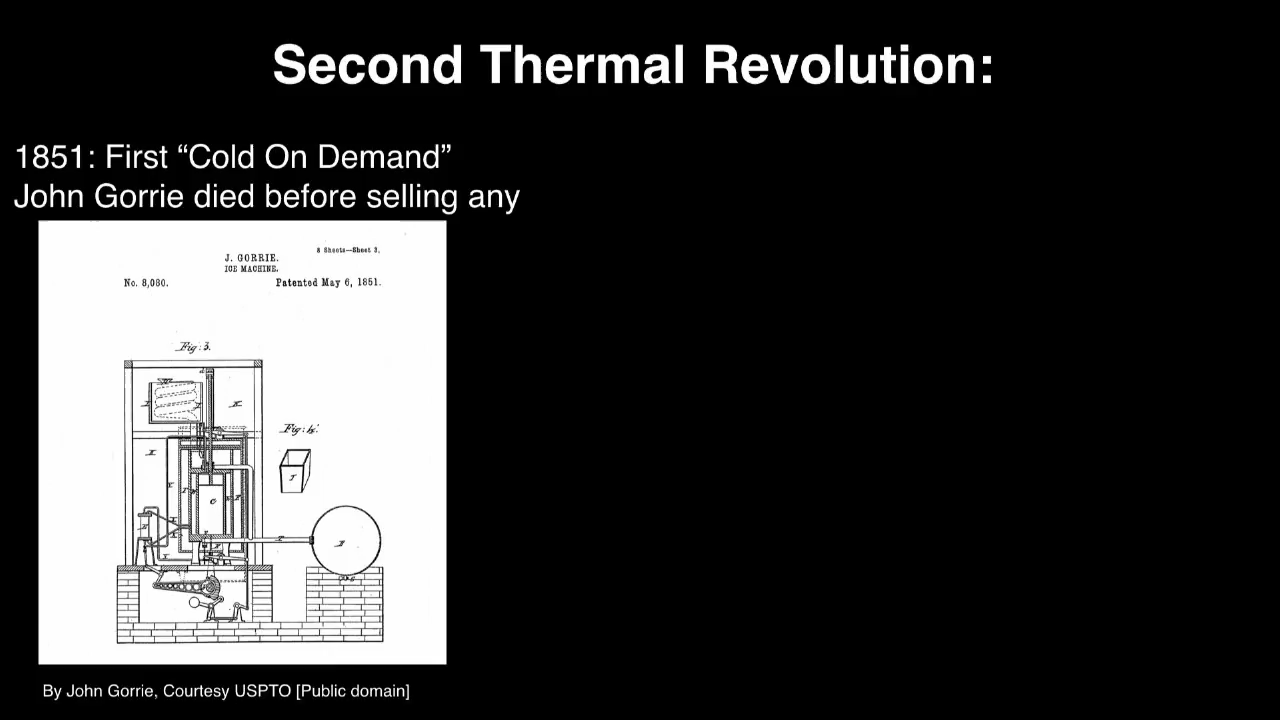 Second Thermal Revolution:
1851: First “Cold On Demand”
John Gorrie died before selling any
3 Sheets—Sheet 3.
J. GORRIE.
ICE MACHINE.
No. 8,080.
Patented May 6, 1851.
Fig: 3.
Fig: 4.
By John Gorrie, Courtesy USPTO [Public domain]